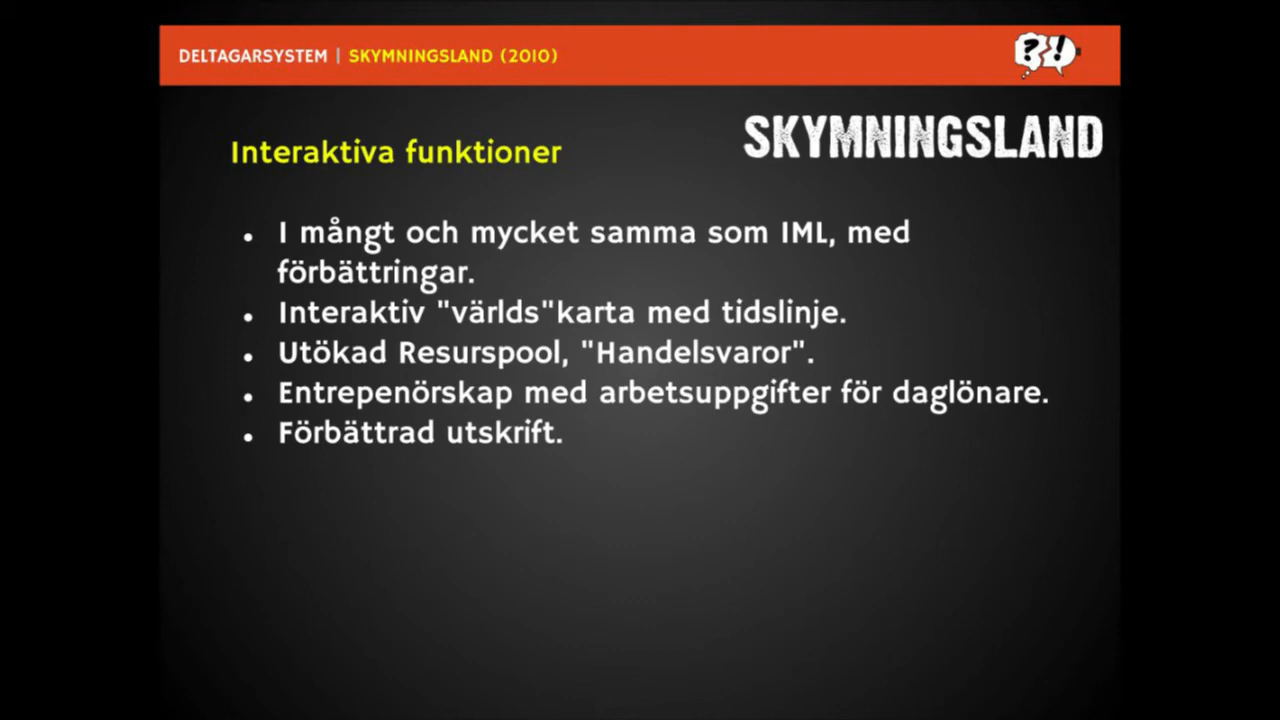 DELTAGARSYSTEM | SKYMNINGSLAND (2010)
?!
SKYMNINGSLAND
Interaktiva funktioner
• I mångt och mycket samma som IML, med
förbättringar.
• Interaktiv "världs"karta med tidslinje.
• Utökad Resurspool, "Handelsvaror".
• Entrepenörskap med arbetsuppgifter för daglönare.
• Förbättrad utskrift.